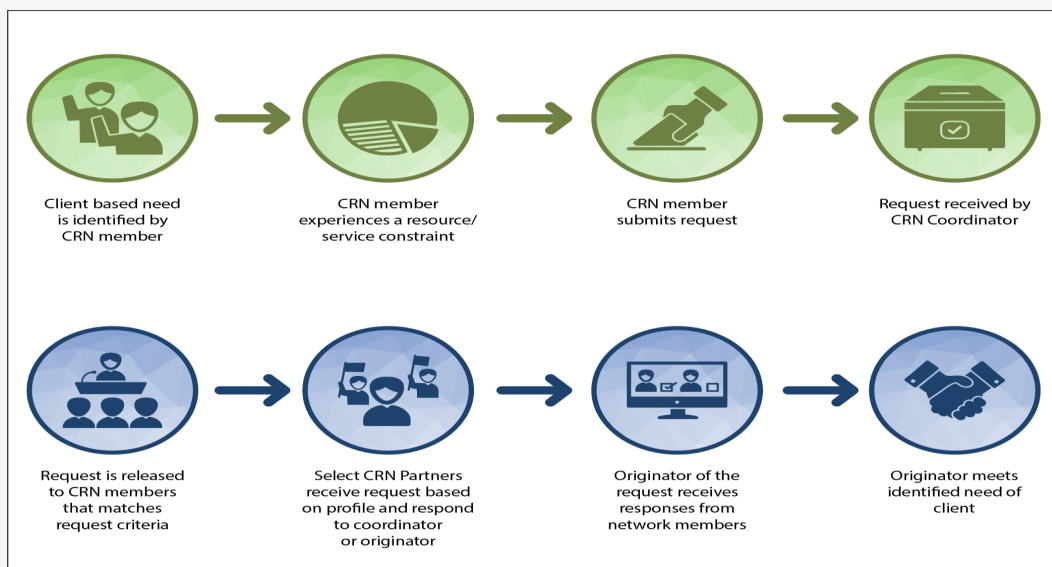 Client based need
is identified by
CRN member
CRN member
experiences a resource/
service constraint
CRN member
submits request
Request received by
CRN Coordinator
Request is released
to CRN members
that matches
request criteria
Select CRN Partners
receive request based
on profile and respond
to coordinator
or originator
Originator of the
request receives
responses from
network members
Originator meets
identified need of
client